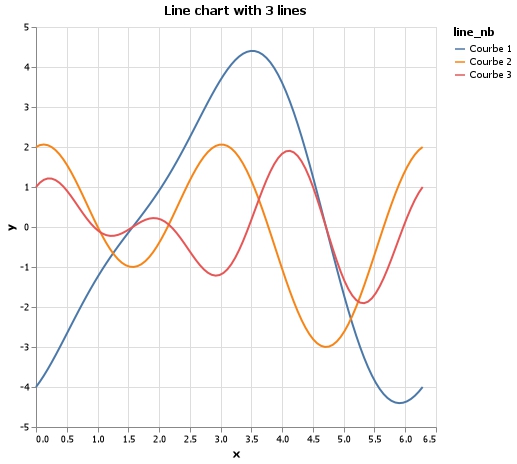 Line chart with 3 lines
line_nb
Courbe 1
Courbe 2
Courbe 3
5
4
3
2
1
0
-1
-2
-3
-4
-5
y
0.0 0.5 1.0 1.5 2.0 2.5 3.0 3.5 4.0 4.5 5.0 5.5 6.0 6.5
x